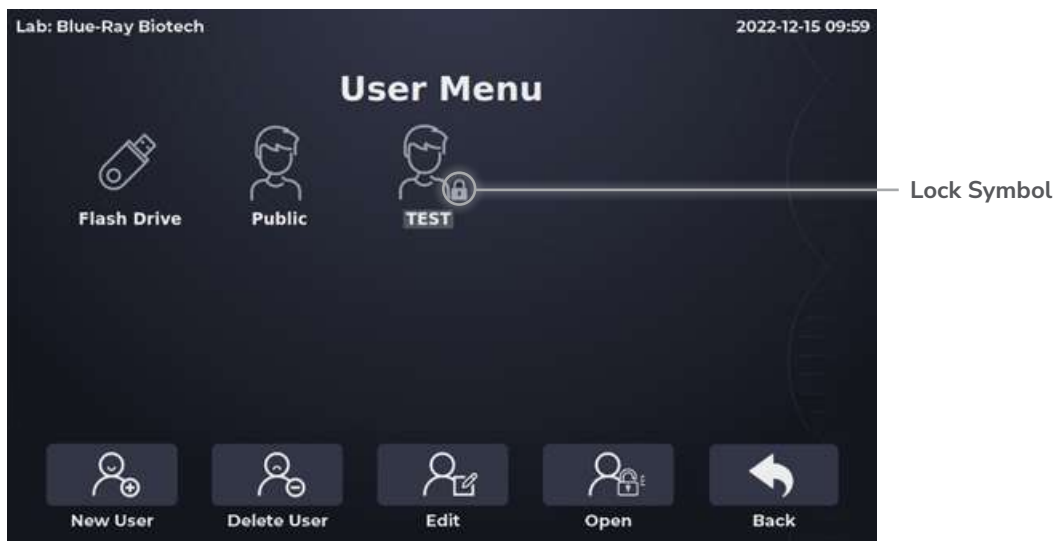 Lab: Blue-Ray Biotech 2022-12-15 09:59
User Menu
Lock Symbol
Flash Drive Public TEST
New User Delete User Edit Open Back